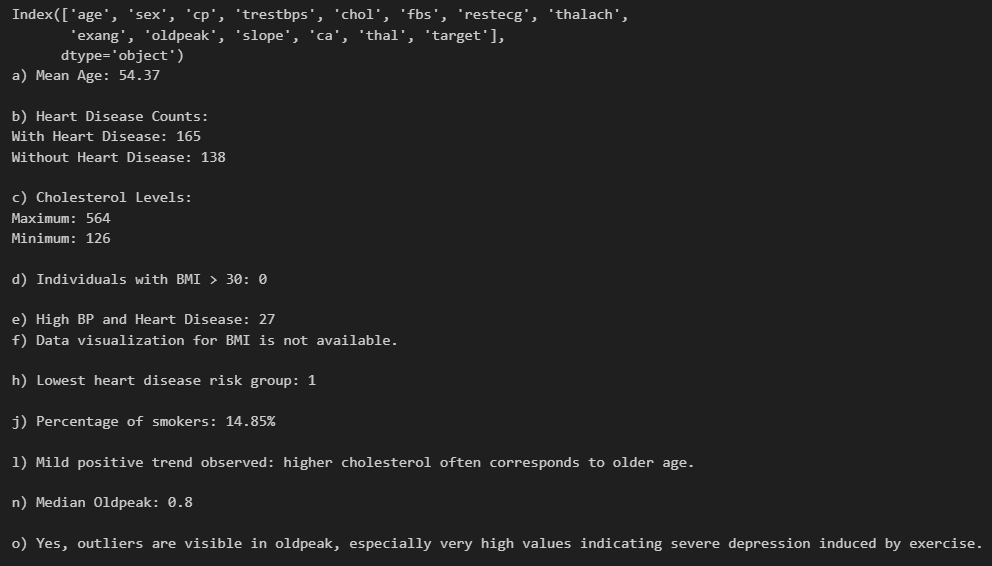 Index(['age', 'sex', 'cp', 'trestbps', 'chol', 'fbs', 'restecg', 'thalach',
       'exang', 'oldpeak', 'slope', 'ca', 'thal', 'target'],
      dtype='object')
a) Mean Age: 54.37
b) Heart Disease Counts:
With Heart Disease: 165
Without Heart Disease: 138
c) Cholesterol Levels:
Maximum: 564
Minimum: 126
d) Individuals with BMI > 30: 0
e) High BP and Heart Disease: 27
f) Data visualization for BMI is not available.
h) Lowest heart disease risk group: 1
j) Percentage of smokers: 14.85%
l) Mild positive trend observed: higher cholesterol often corresponds to older age.
n) Median Oldpeak: 0.8
o) Yes, outliers are visible in oldpeak, especially very high values indicating severe depression induced by exercise.